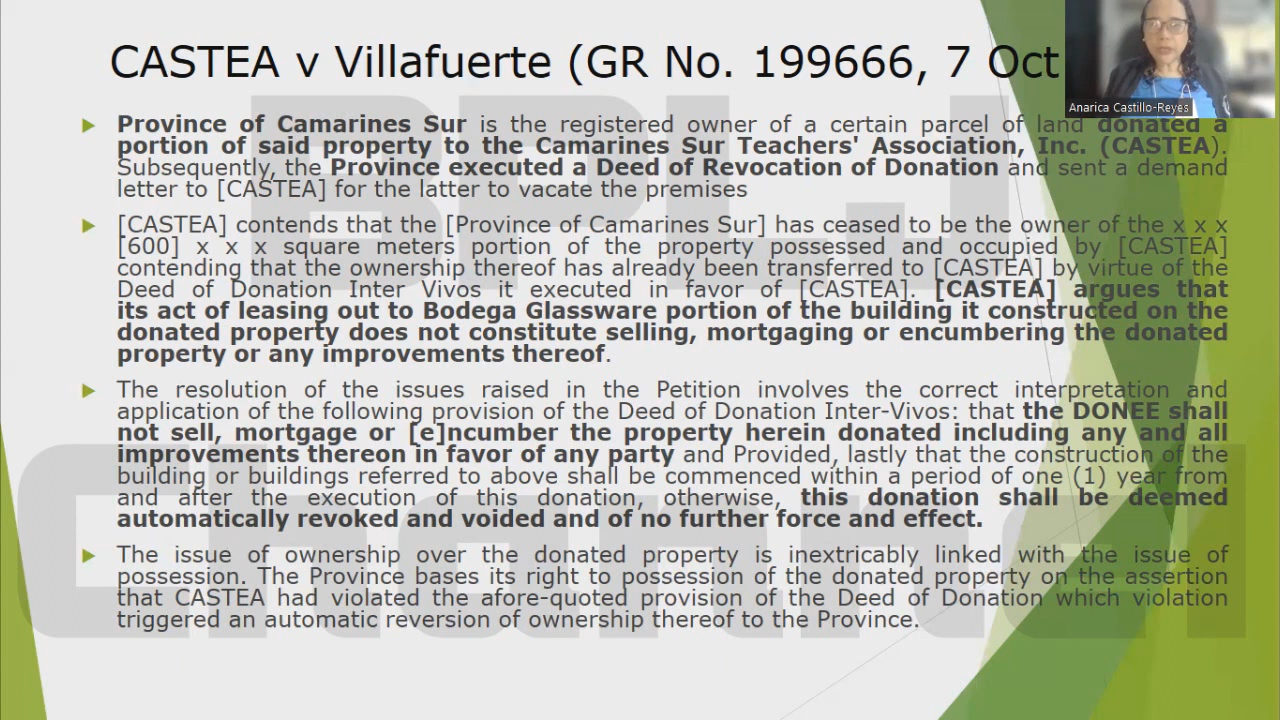 CASTEA v Villafuerte (GR No. 199666, 7 Oct
Anarica Castillo-Reyes
Province of Camarines Sur is the registered owner of a certain parcel of land donated a
portion of said property to the Camarines Sur Teachers' Association, Inc. (CASTEA).
Subsequently, the Province executed a Deed of Revocation of Donation and sent a demand
letter to [CASTEA] for the latter to vacate the premises
[CASTEA] contends that the [Province of Camarines Sur] has ceased to be the owner of the x x x
[600] x x x square meters portion of the property possessed and occupied by [CASTEA]
contending that the ownership thereof has already been transferred to [CASTEA] by virtue of the
Deed of Donation Inter Vivos it executed in favor of [CASTEA]. [CASTEA] argues that
its act of leasing out to Bodega Glassware portion of the building it constructed on the
donated property does not constitute selling, mortgaging or encumbering the donated
property or any improvements thereof.
The resolution of the issues raised in the Petition involves the correct interpretation and
application of the following provision of the Deed of Donation Inter-Vivos: that the DONEE shall
not sell, mortgage or [e]ncumber the property herein donated including any and all
improvements thereon in favor of any party and Provided, lastly that the construction of the
building or buildings referred to above shall be commenced within a period of one (1) year from
and after the execution of this donation, otherwise, this donation shall be deemed
automatically revoked and voided and of no further force and effect.
The issue of ownership over the donated property is inextricably linked with the issue of
possession. The Province bases its right to possession of the donated property on the assertion
that CASTEA had violated the afore-quoted provision of the Deed of Donation which violation
triggered an automatic reversion of ownership thereof to the Province.
Channel